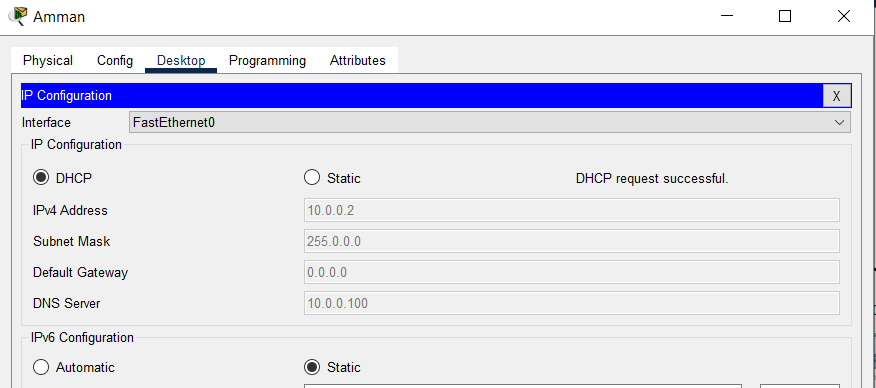 Amman
Physical Config Desktop Programming Attributes
IP Configuration X
Interface FastEthernet0
IP Configuration
DHCP Static DHCP request successful.
IPv4 Address 10.0.0.2
Subnet Mask 255.0.0.0
Default Gateway 0.0.0.0
DNS Server 10.0.0.100
IPv6 Configuration
Automatic Static